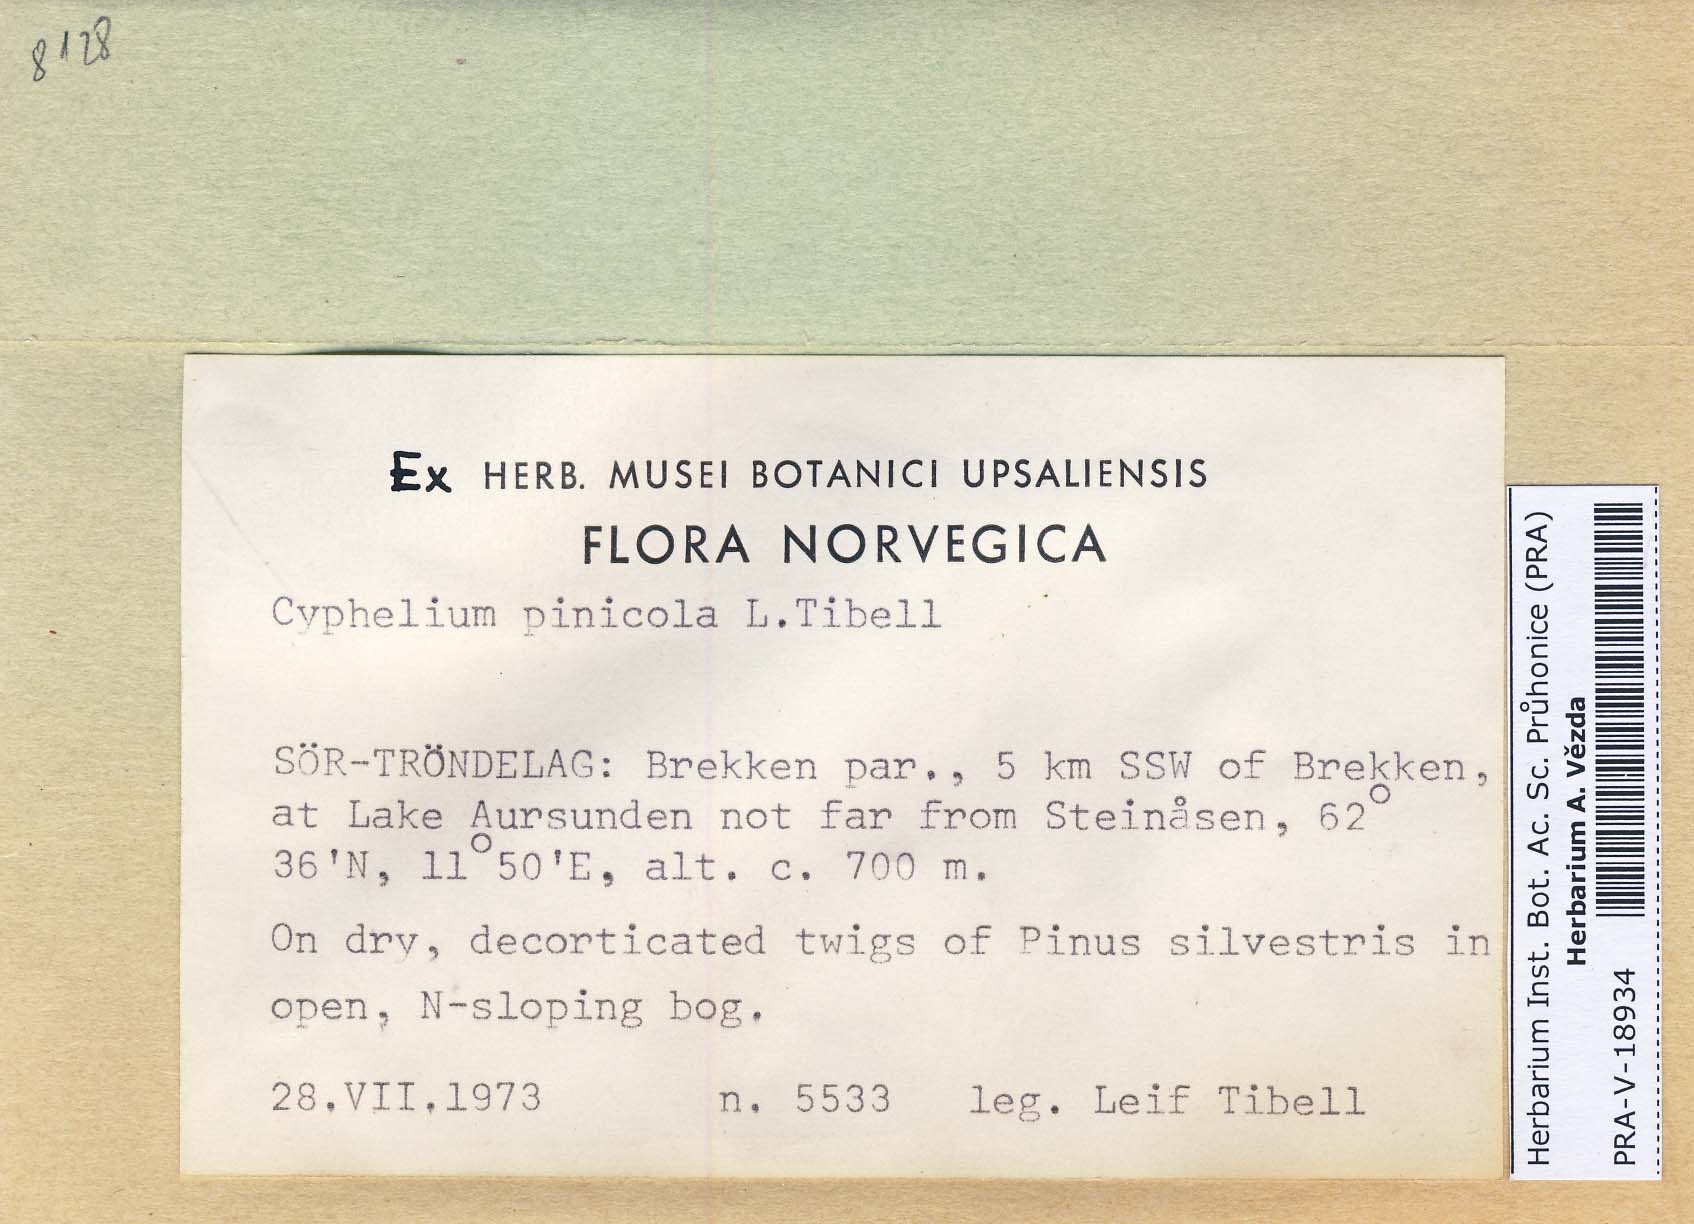 8128
Ex HERB. MUSEI BOTANICI UPSALIENSIS
FLORA NORVEGICA
Cyphelium pinicola L.Tibell
SÖR-TRÖNDELAG: Brekken par., 5 km SSW of Brekken,
at Lake Aursunden not far from Steinåsen, 62°
36'N, 11°50'E, alt. c. 700 m.
On dry, decorticated twigs of Pinus silvestris in
open, N-sloping bog.
28.VII.1973 n. 5533 leg. Leif Tibell
Herbarium Inst. Bot. Ac. Sc. Průhonice (PRA)
Herbarium A. Vězda
PRA-V-18934